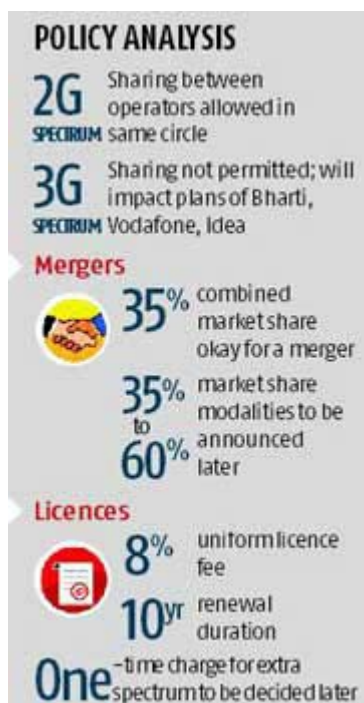 POLICY ANALYSIS
2G SPECTRUM
Sharing between
operators allowed in
same circle
3G SPECTRUM
Sharing not permitted; will
impact plans of Bharti,
Vodafone, Idea
Mergers
35% combined
market share
okay for a merger
35% to 60%
market share
modalities to be
announced
later
Licences
8% uniform licence
fee
10yr renewal
duration
One-time charge for extra
spectrum to be decided later